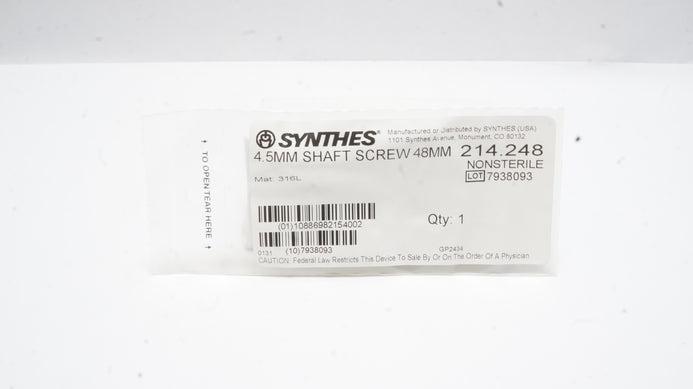 SYNTHES®
Manufactured or Distributed by SYNTHES (USA)
1101 Synthes Avenue, Monument, CO 80132
4.5MM SHAFT SCREW 48MM
214.248
NONSTERILE
Mat: 316L
LOT 7938093
(01)10886982154002
Qty: 1
0131
(10)7938093
GP2434
CAUTION: Federal Law Restricts This Device To Sale By Or On The Order Of A Physician
↑ TO OPEN TEAR HERE ↑